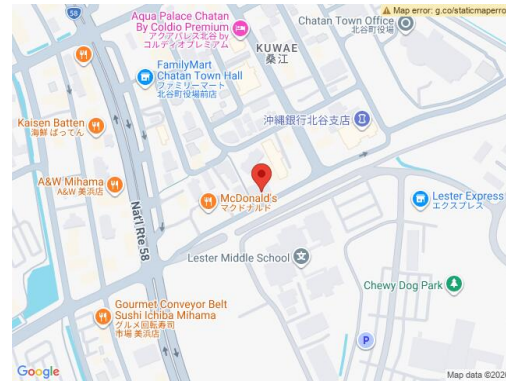 58
Aqua Palace Chatan
By Coldio Premium
アクアパレス北谷 by
コルディオプレミアム
Map error: g.co/staticmaperro
Chatan Town Office
北谷町役場
KUWAE
桑江
FamilyMart
Chatan Town Hall
ファミリーマート
北谷町役場前店
Kaisen Batten
海鮮 ばってん
沖縄銀行北谷支店
A&W Mihama
A&W 美浜店
McDonald's
マクドナルド
Nat'l Rte 58
Lester Express
エクスプレス
Lester Middle School
Chewy Dog Park
Gourmet Conveyor Belt
Sushi Ichiba Mihama
グルメ回転寿司
市場 美浜店
P
Google
Map data ©2026